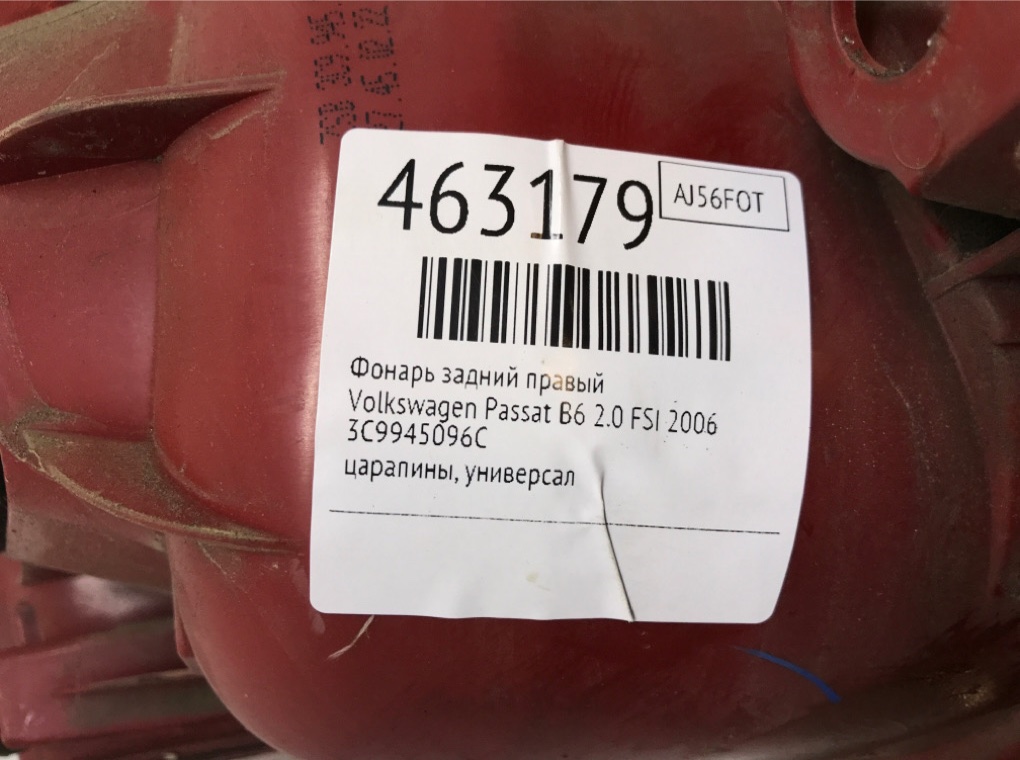 463179
AJ56FOT
Фонарь задний правый
Volkswagen Passat B6 2.0 FSI 2006
3C9945096C
царапины, универсал